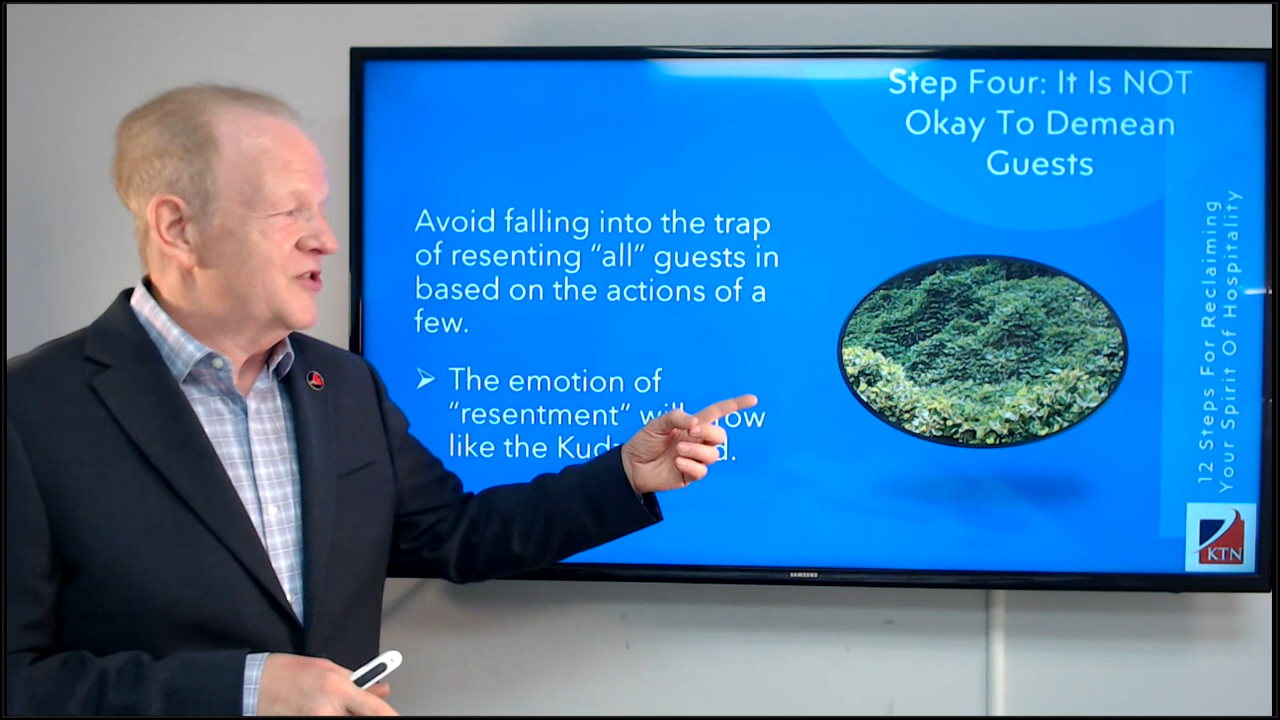 Step Four: It Is NOT
Okay To Demean
Guests
Avoid falling into the trap
of resenting “all” guests in
based on the actions of a
few.
➢ The emotion of
“resentment”
like the
12 Steps For Reclaiming
Your Spirit Of Hospitality
KTN
SAMSUNG